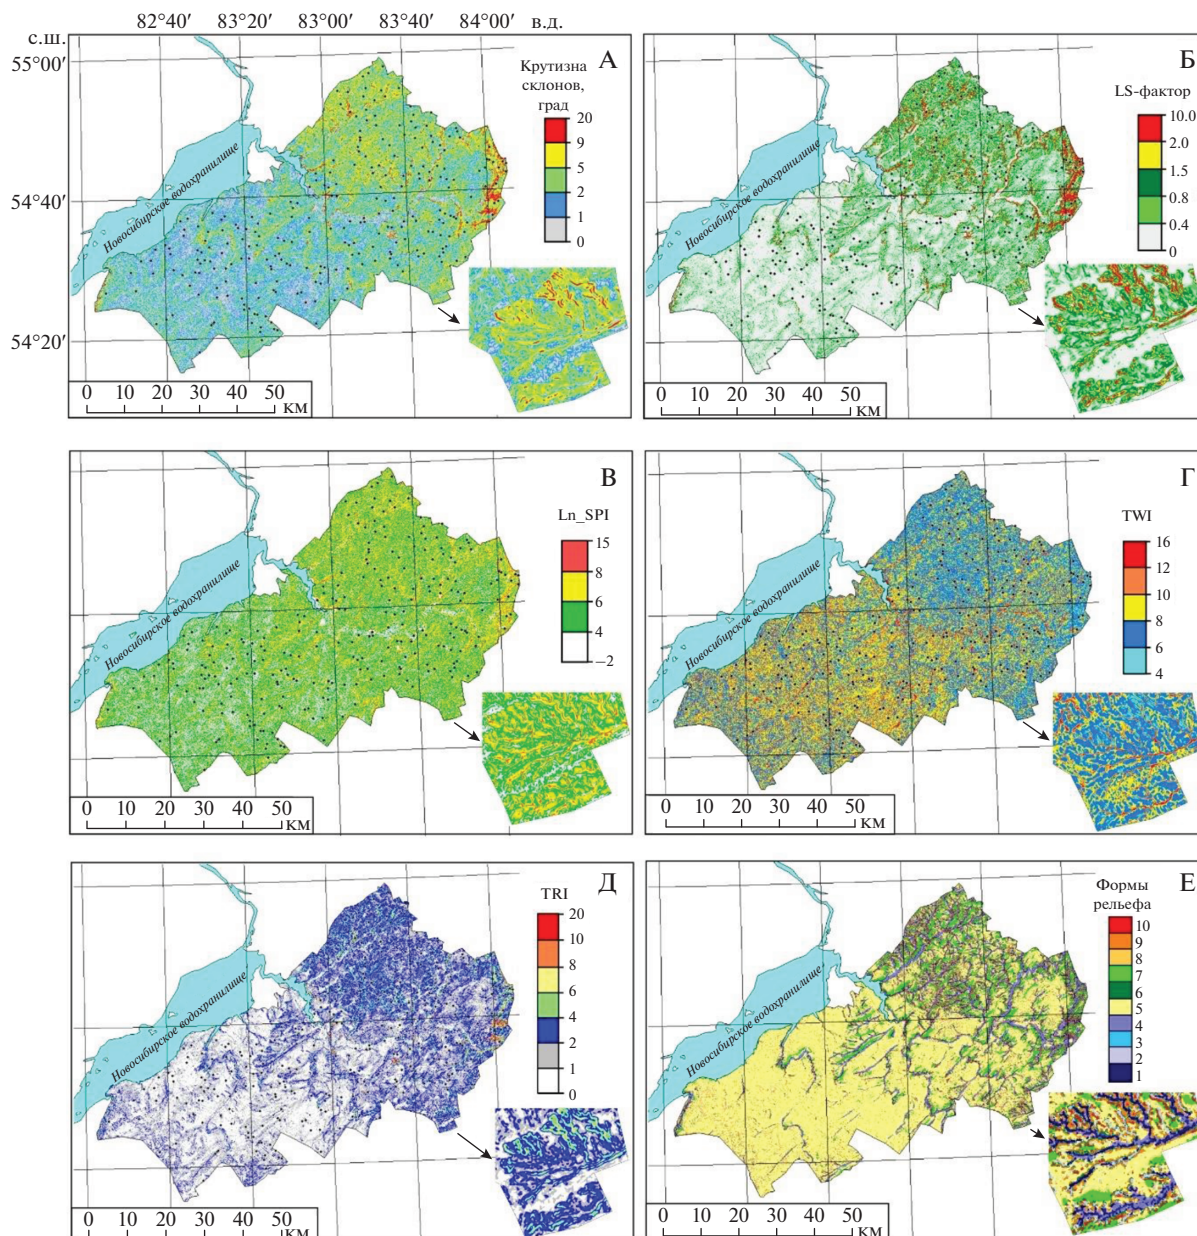 82°40′ 83°20′ 83°00′ 83°40′ 84°00′ в.д.
с.ш.
55°00′
54°40′
54°20′
А
Крутизна
склонов,
град
20
9
5
2
1
0
Новосибирское водохранилище
0 10 20 30 40 50
КМ
Б
LS-фактор
10.0
2.0
1.5
0.8
0.4
0
Новосибирское водохранилище
0 10 20 30 40 50
КМ
В
Ln_SPI
15
8
6
4
−2
Новосибирское водохранилище
0 10 20 30 40 50
КМ
Г
TWI
16
12
10
8
6
4
Новосибирское водохранилище
0 10 20 30 40 50
КМ
Д
TRI
20
10
8
6
4
2
1
0
Новосибирское водохранилище
0 10 20 30 40 50
КМ
Е
Формы
рельефа
10
9
8
7
6
5
4
3
2
1
Новосибирское водохранилище
0 10 20 30 40 50
КМ